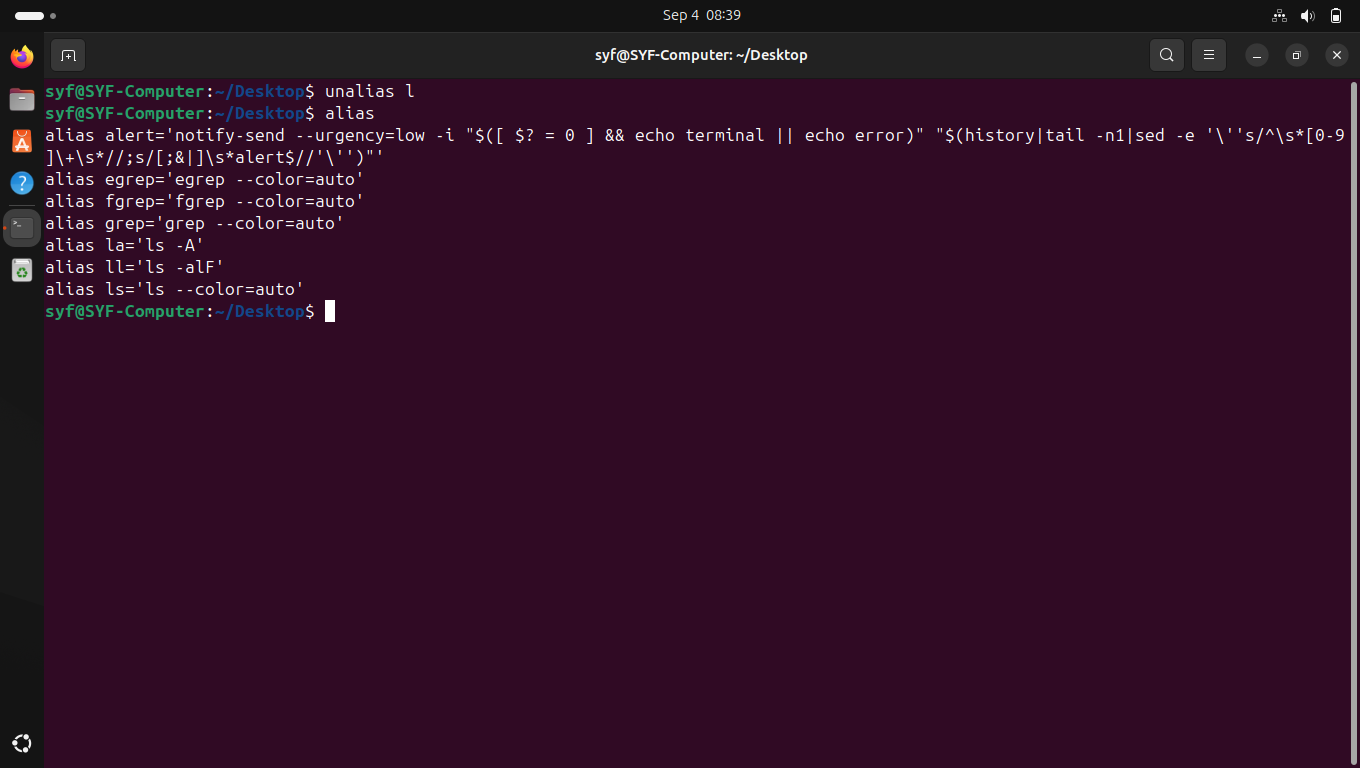 Sep 4  08:39
syf@SYF-Computer: ~/Desktop
syf@SYF-Computer:~/Desktop$ unalias l
syf@SYF-Computer:~/Desktop$ alias
alias alert='notify-send --urgency=low -i "$([ $? = 0 ] && echo terminal || echo error)" "$(history|tail -n1|sed -e '\''s/^\s*[0-9
]\+\s*//;s/[;&|]\s*alert$//'\'')"'
alias egrep='egrep --color=auto'
alias fgrep='fgrep --color=auto'
alias grep='grep --color=auto'
alias la='ls -A'
alias ll='ls -alF'
alias ls='ls --color=auto'
syf@SYF-Computer:~/Desktop$